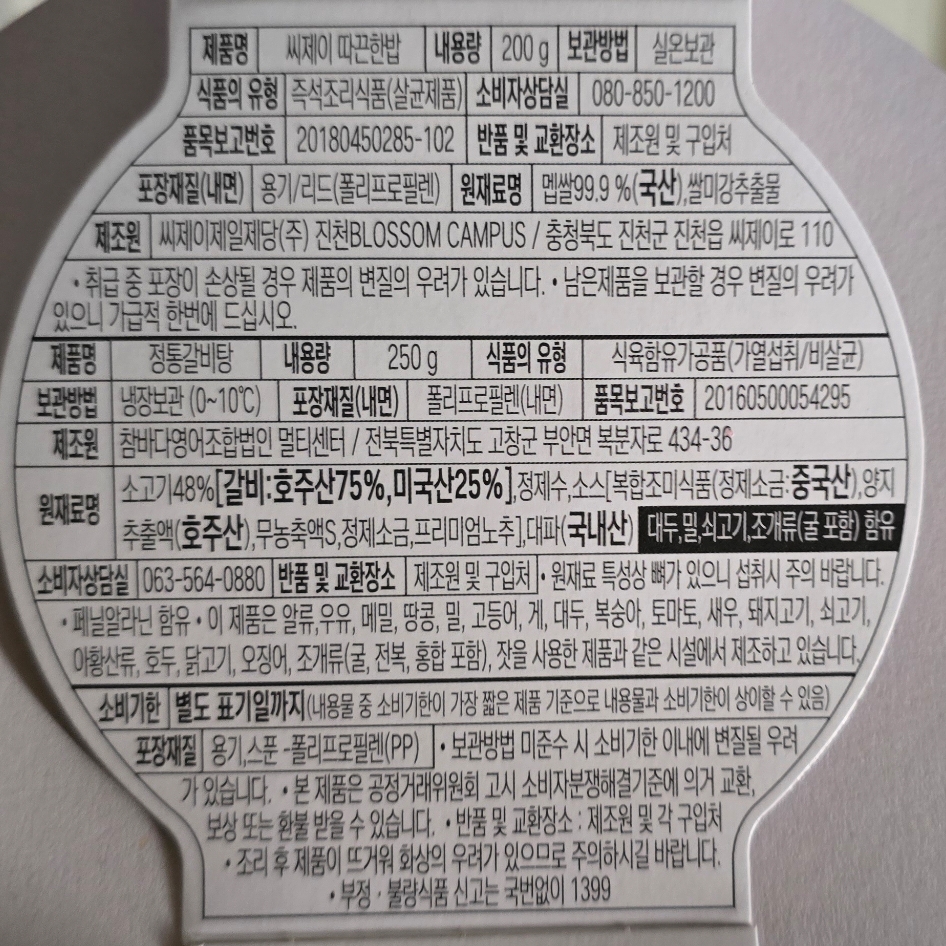 제품명 씨제이 따끈한밥 내용량 200 g 보관방법 실온보관
식품의 유형 즉석조리식품(살균제품) 소비자상담실 080-850-1200
품목보고번호 20180450285-102 반품 및 교환장소 제조원 및 구입처
포장재질(내면) 용기/리드(폴리프로필렌) 원재료명 멥쌀99.9 %(국산),쌀미강추출물
제조원 씨제이제일제당(주) 진천BLOSSOM CAMPUS / 충청북도 진천군 진천읍 씨제이로 110
• 취급 중 포장이 손상될 경우 제품의 변질의 우려가 있습니다. • 남은제품을 보관할 경우 변질의 우려가
있으니 가급적 한번에 드십시오.
제품명 정통갈비탕 내용량 250 g 식품의 유형 식육함유가공품(가열섭취/비살균)
보관방법 냉장보관 (0~10℃) 포장재질(내면) 폴리프로필렌(내면) 품목보고번호 20160500054295
제조원 참바다영어조합법인 멀티센터 / 전북특별자치도 고창군 부안면 복분자로 434-36
원재료명 소고기48%[갈비:호주산75%,미국산25%],정제수,소스[복합조미식품(정제소금:중국산),양지
추출액(호주산),무농축액S,정제소금,프리미엄노추],대파(국내산) 대두,밀,쇠고기,조개류(굴 포함) 함유
소비자상담실 063-564-0880 반품 및 교환장소 제조원 및 구입처 • 원재료 특성상 뼈가 있으니 섭취시 주의 바랍니다.
• 페닐알라닌 함유 • 이 제품은 알류,우유, 메밀, 땅콩, 밀, 고등어, 게, 대두, 복숭아, 토마토, 새우, 돼지고기, 쇠고기,
아황산류, 호두, 닭고기, 오징어, 조개류(굴, 전복, 홍합 포함), 잣을 사용한 제품과 같은 시설에서 제조하고 있습니다.
소비기한 별도 표기일까지(내용물 중 소비기한이 가장 짧은 제품 기준으로 내용물과 소비기한이 상이할 수 있음)
포장재질 용기,스푼 -폴리프로필렌(PP) • 보관방법 미준수 시 소비기한 이내에 변질될 우려
가 있습니다. • 본 제품은 공정거래위원회 고시 소비자분쟁해결기준에 의거 교환,
보상 또는 환불 받을 수 있습니다. • 반품 및 교환장소 : 제조원 및 각 구입처
• 조리 후 제품이 뜨거워 화상의 우려가 있으므로 주의하시길 바랍니다.
• 부정 · 불량식품 신고는 국번없이 1399